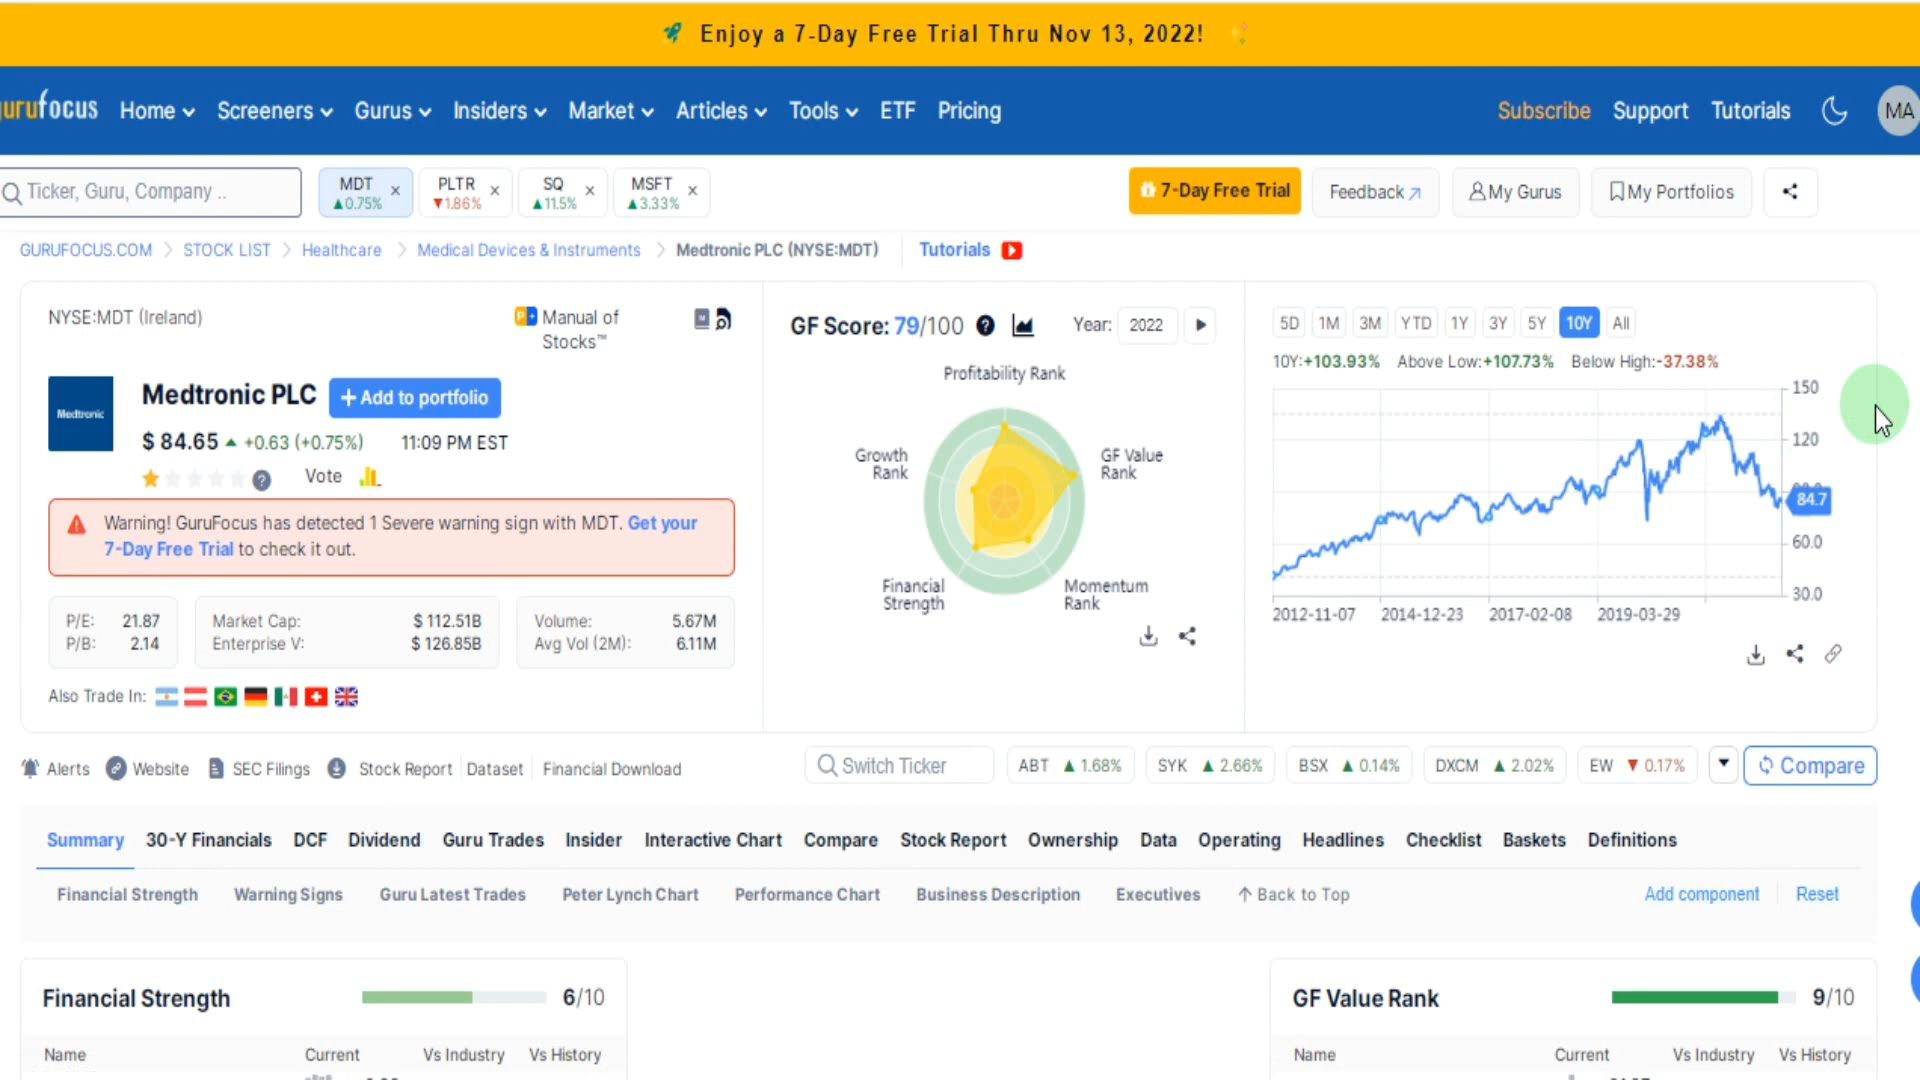 Enjoy a 7-Day Free Trial Thru Nov 13, 2022!
gurufocus Home Screeners Gurus Insiders Market Articles Tools ETF Pricing Subscribe Support Tutorials MA
Ticker, Guru, Company .. MDT × PLTR × SQ × MSFT × 7-Day Free Trial Feedback ↗ My Gurus My Portfolios
▲0.75% ▼1.86% ▲11.5% ▲3.33%
GURUFOCUS.COM STOCK LIST Healthcare Medical Devices & Instruments Medtronic PLC (NYSE:MDT) Tutorials
NYSE:MDT (Ireland)
Manual of
Stocks™
Medtronic
Medtronic PLC + Add to portfolio
$ 84.65 ▲ +0.63 (+0.75%) 11:09 PM EST
Vote
Warning! GuruFocus has detected 1 Severe warning sign with MDT. Get your
7-Day Free Trial to check it out.
P/E: 21.87 Market Cap: $ 112.51B Volume: 5.67M
P/B: 2.14 Enterprise V: $ 126.85B Avg Vol (2M): 6.11M
Also Trade In:
GF Score: 79/100 ? Year: 2022
Profitability Rank
Growth
Rank
GF Value
Rank
Financial
Strength
Momentum
Rank
5D 1M 3M YTD 1Y 3Y 5Y 10Y All
10Y:+103.93% Above Low:+107.73% Below High:-37.38%
150
120
84.7
60.0
30.0
2012-11-07 2014-12-23 2017-02-08 2019-03-29
Alerts Website SEC Filings Stock Report Dataset Financial Download Switch Ticker ABT ▲ 1.68% SYK ▲ 2.66% BSX ▲ 0.14% DXCM ▲ 2.02% EW ▼ 0.17% Compare
Summary 30-Y Financials DCF Dividend Guru Trades Insider Interactive Chart Compare Stock Report Ownership Data Operating Headlines Checklist Baskets Definitions
Financial Strength Warning Signs Guru Latest Trades Peter Lynch Chart Performance Chart Business Description Executives ↑ Back to Top Add component Reset
Financial Strength 6/10
Name Current Vs Industry Vs History
GF Value Rank 9/10
Name Current Vs Industry Vs History